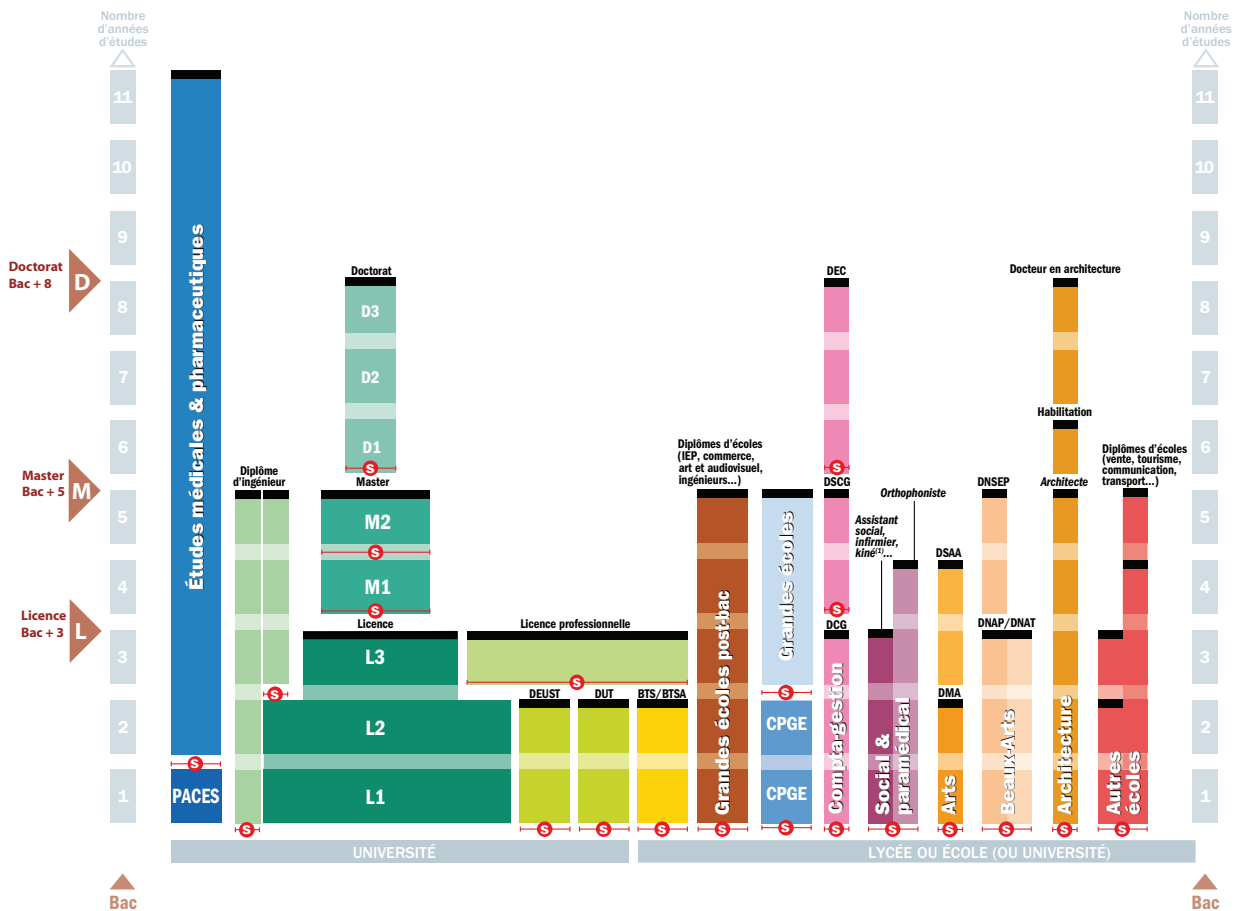 Nombre
d'années
d'études
Nombre
d'années
d'études
11
10
9
8
7
6
5
4
3
2
1
Doctorat
Bac + 8
D
Master
Bac + 5
M
Licence
Bac + 3
L
Études médicales & pharmaceutiques
S
PACES
Diplôme
d'ingénieur
S
S
Doctorat
D3
D2
D1
S
Master
M2
S
M1
S
Licence
L3
L2
L1
Licence professionnelle
S
DEUST
S
DUT
S
BTS/BTSA
S
Diplômes d'écoles
(IEP, commerce,
art et audiovisuel,
ingénieurs...)
Grandes écoles post-bac
S
Grandes écoles
S
CPGE
CPGE
S
DEC
S
DSCG
S
DCG
Compta-gestion
S
Assistant
social,
infirmier,
kiné(1)...
Orthophoniste
Social &
paramédical
S
DSAA
DMA
Arts
S
DNSEP
DNAP/DNAT
Beaux-Arts
S
Docteur en architecture
Habilitation
Architecte
Architecture
S
Diplômes d'écoles
(vente, tourisme,
communication,
transport...)
Autres
écoles
S
11
10
9
8
7
6
5
4
3
2
1
UNIVERSITÉ
LYCÉE OU ÉCOLE (OU UNIVERSITÉ)
Bac
Bac